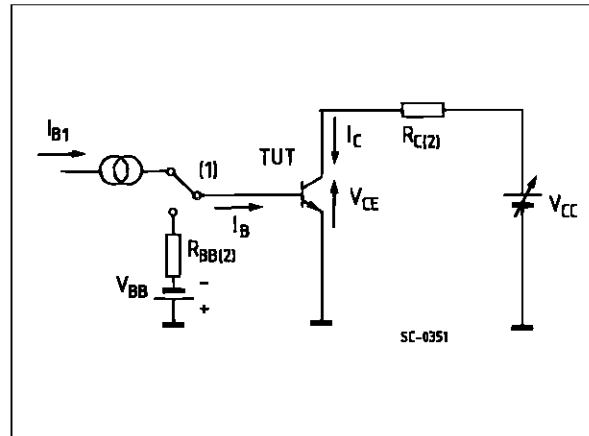 I_B1
(1)
TUT
I_C
R_C(2)
V_CE
V_CC
I_B
R_BB(2)
V_BB
–
+
SC-0351